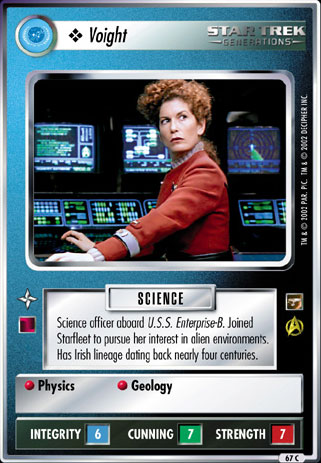 ❖ Voight
STAR TREK
GENERATIONS
TM & © 2002 PAR. PIC. TM & © 2002 DECIPHER INC.
SCIENCE
Science officer aboard U.S.S. Enterprise-B. Joined
Starfleet to pursue her interest in alien environments.
Has Irish lineage dating back nearly four centuries.
Physics Geology
INTEGRITY 6 CUNNING 7 STRENGTH 7
67 C